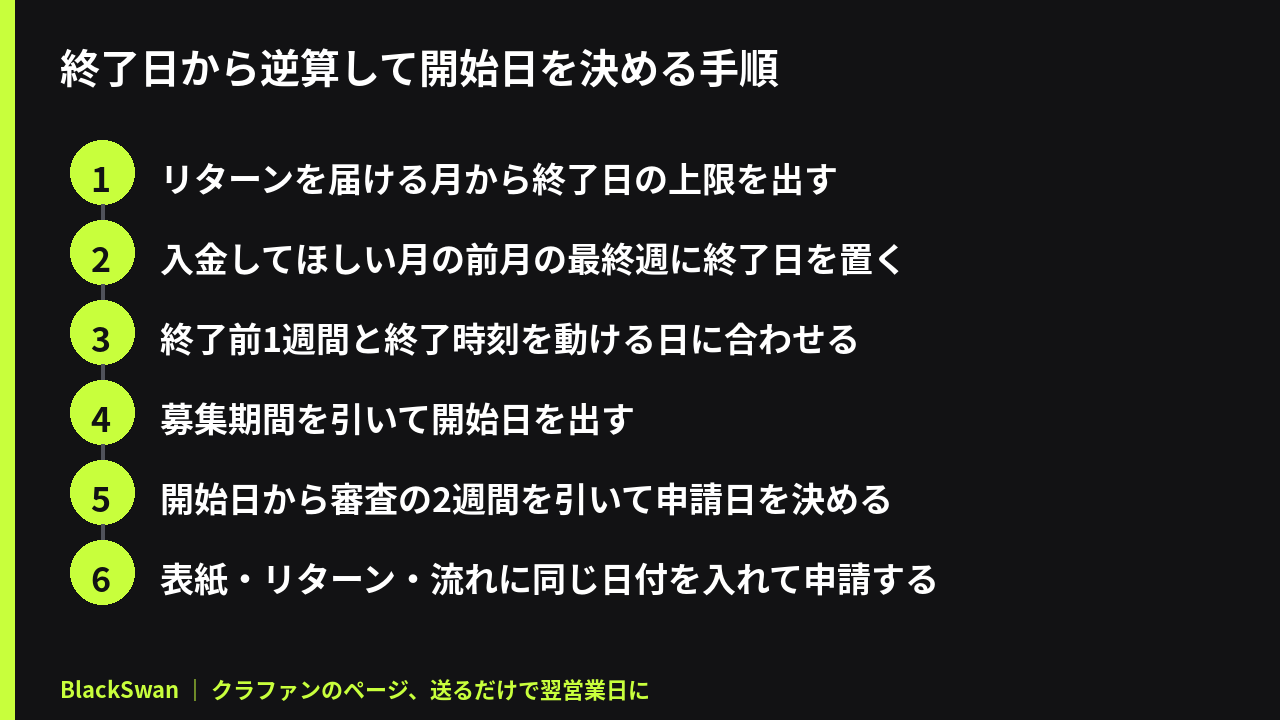 終了日から逆算して開始日を決める手順
1 リターンを届ける月から終了日の上限を出す
2 入金してほしい月の前月の最終週に終了日を置く
3 終了前1週間と終了時刻を動ける日に合わせる
4 募集期間を引いて開始日を出す
5 開始日から審査の2週間を引いて申請日を決める
6 表紙・リターン・流れに同じ日付を入れて申請する
BlackSwan｜クラファンのページ、送るだけで翌営業日に